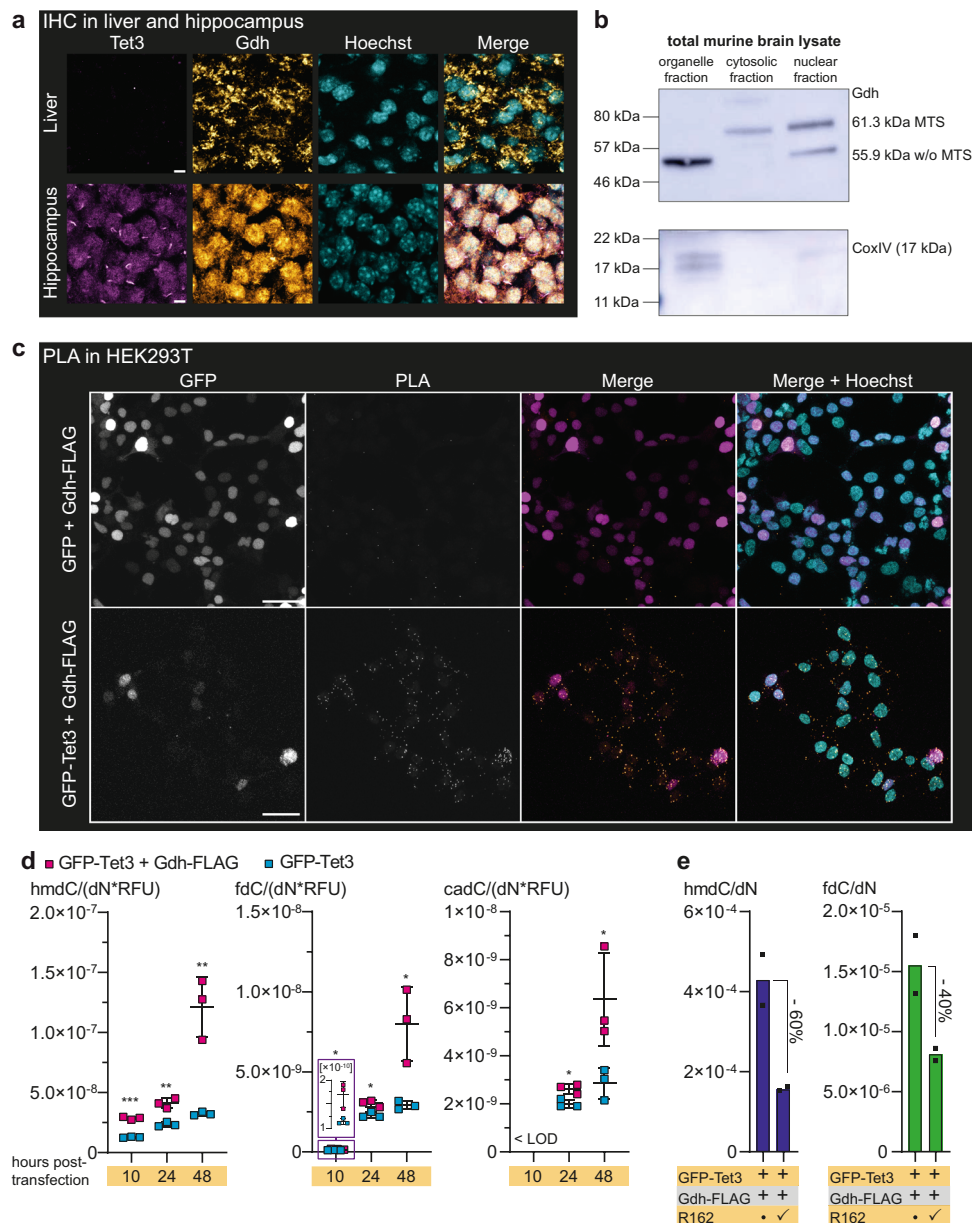 a
IHC in liver and hippocampus
Tet3 Gdh Hoechst Merge
Liver
Hippocampus
b
total murine brain lysate
organelle fraction cytosolic fraction nuclear fraction
Gdh
80 kDa
61.3 kDa MTS
57 kDa
55.9 kDa w/o MTS
46 kDa
22 kDa
CoxIV (17 kDa)
17 kDa
11 kDa
c
PLA in HEK293T
GFP PLA Merge Merge + Hoechst
GFP + Gdh-FLAG
GFP-Tet3 + Gdh-FLAG
d
GFP-Tet3 + Gdh-FLAG GFP-Tet3
hmdC/(dN*RFU)
2.0×10⁻⁷
1.5×10⁻⁷
1.0×10⁻⁷
5.0×10⁻⁸
0
***
**
**
hours post-transfection
10 24 48
fdC/(dN*RFU)
1.5×10⁻⁸
1.0×10⁻⁸
5.0×10⁻⁹
0
*
[×10⁻¹⁰]
2
1
*
*
10 24 48
cadC/(dN*RFU)
1×10⁻⁸
8×10⁻⁹
6×10⁻⁹
4×10⁻⁹
2×10⁻⁹
0
< LOD
*
*
10 24 48
e
hmdC/dN
6×10⁻⁴
4×10⁻⁴
2×10⁻⁴
0
- 60%
GFP-Tet3 + +
Gdh-FLAG + +
R162 • ✓
fdC/dN
2.0×10⁻⁵
1.5×10⁻⁵
1.0×10⁻⁵
5.0×10⁻⁶
0
- 40%
GFP-Tet3 + +
Gdh-FLAG + +
R162 • ✓